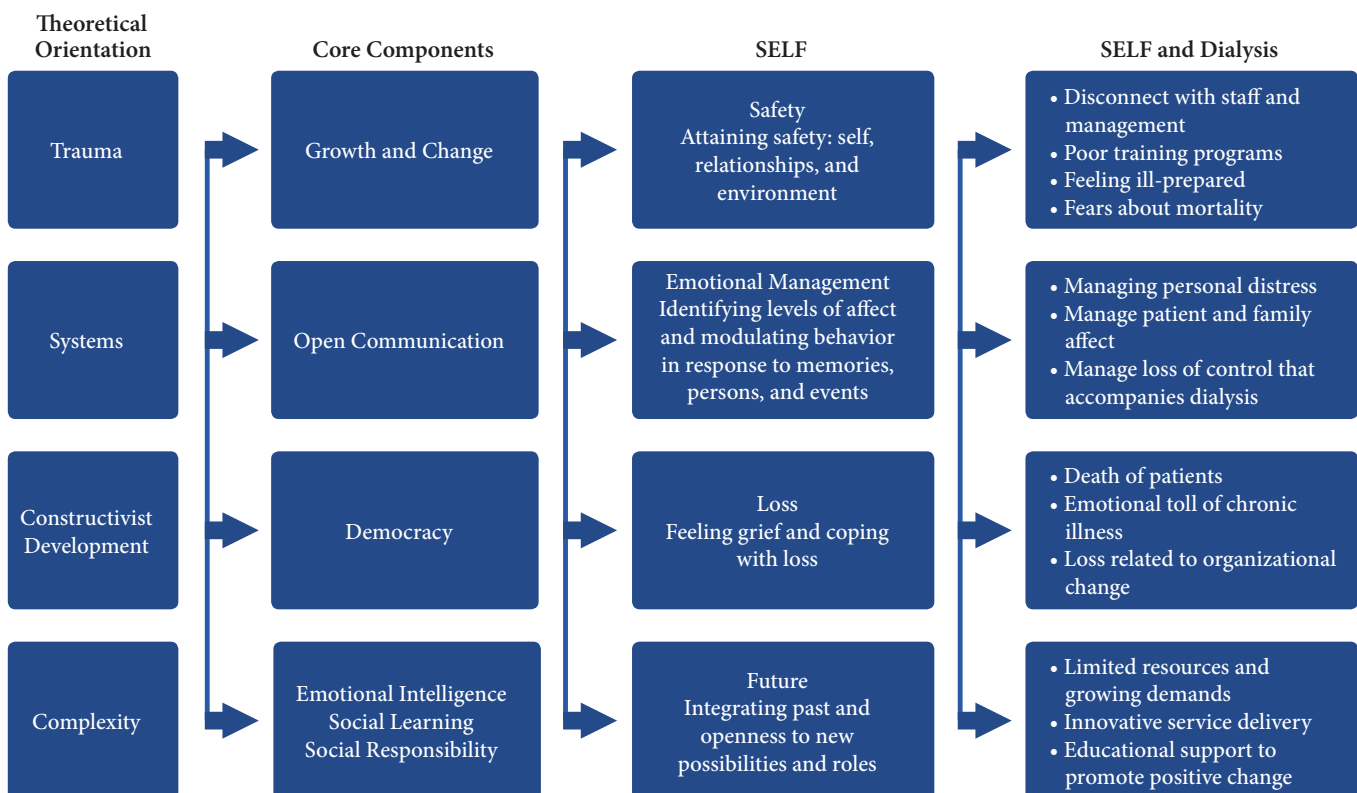 Theoretical
Orientation
Core Components
SELF
SELF and Dialysis
Trauma
Growth and Change
Safety
Attaining safety: self,
relationships, and
environment
• Disconnect with staff and
management
• Poor training programs
• Feeling ill-prepared
• Fears about mortality
Systems
Open Communication
Emotional Management
Identifying levels of affect
and modulating behavior
in response to memories,
persons, and events
• Managing personal distress
• Manage patient and family
affect
• Manage loss of control that
accompanies dialysis
Constructivist
Development
Democracy
Loss
Feeling grief and coping
with loss
• Death of patients
• Emotional toll of chronic
illness
• Loss related to organizational
change
Complexity
Emotional Intelligence
Social Learning
Social Responsibility
Future
Integrating past and
openness to new
possibilities and roles
• Limited resources and
growing demands
• Innovative service delivery
• Educational support to
promote positive change